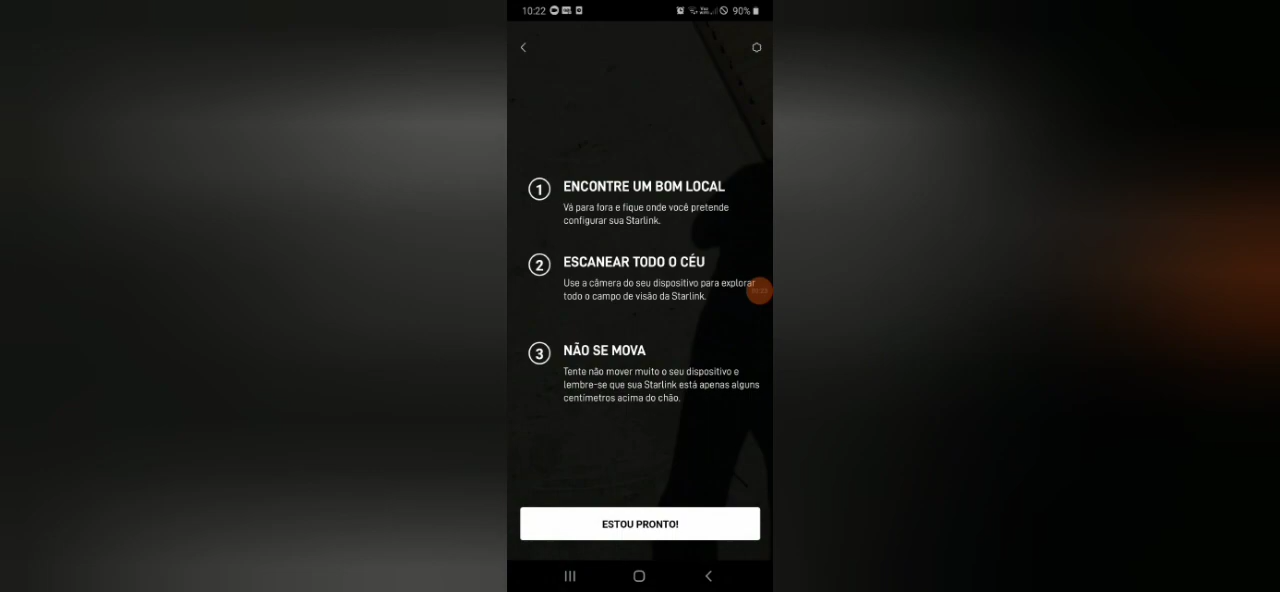 10:22 90%
1 ENCONTRE UM BOM LOCAL
Vá para fora e fique onde você pretende
configurar sua Starlink.
2 ESCANEAR TODO O CÉU
Use a câmera do seu dispositivo para explorar
todo o campo de visão da Starlink.
3 NÃO SE MOVA
Tente não mover muito o seu dispositivo e
lembre-se que sua Starlink está apenas alguns
centímetros acima do chão.
ESTOU PRONTO!